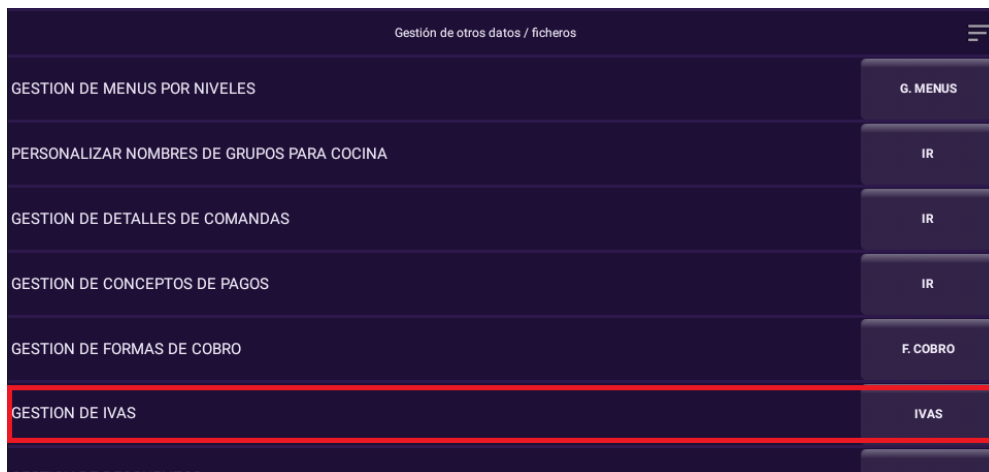 Gestión de otros datos / ficheros
GESTION DE MENUS POR NIVELES G. MENUS
PERSONALIZAR NOMBRES DE GRUPOS PARA COCINA IR
GESTION DE DETALLES DE COMANDAS IR
GESTION DE CONCEPTOS DE PAGOS IR
GESTION DE FORMAS DE COBRO F. COBRO
GESTION DE IVAS IVAS